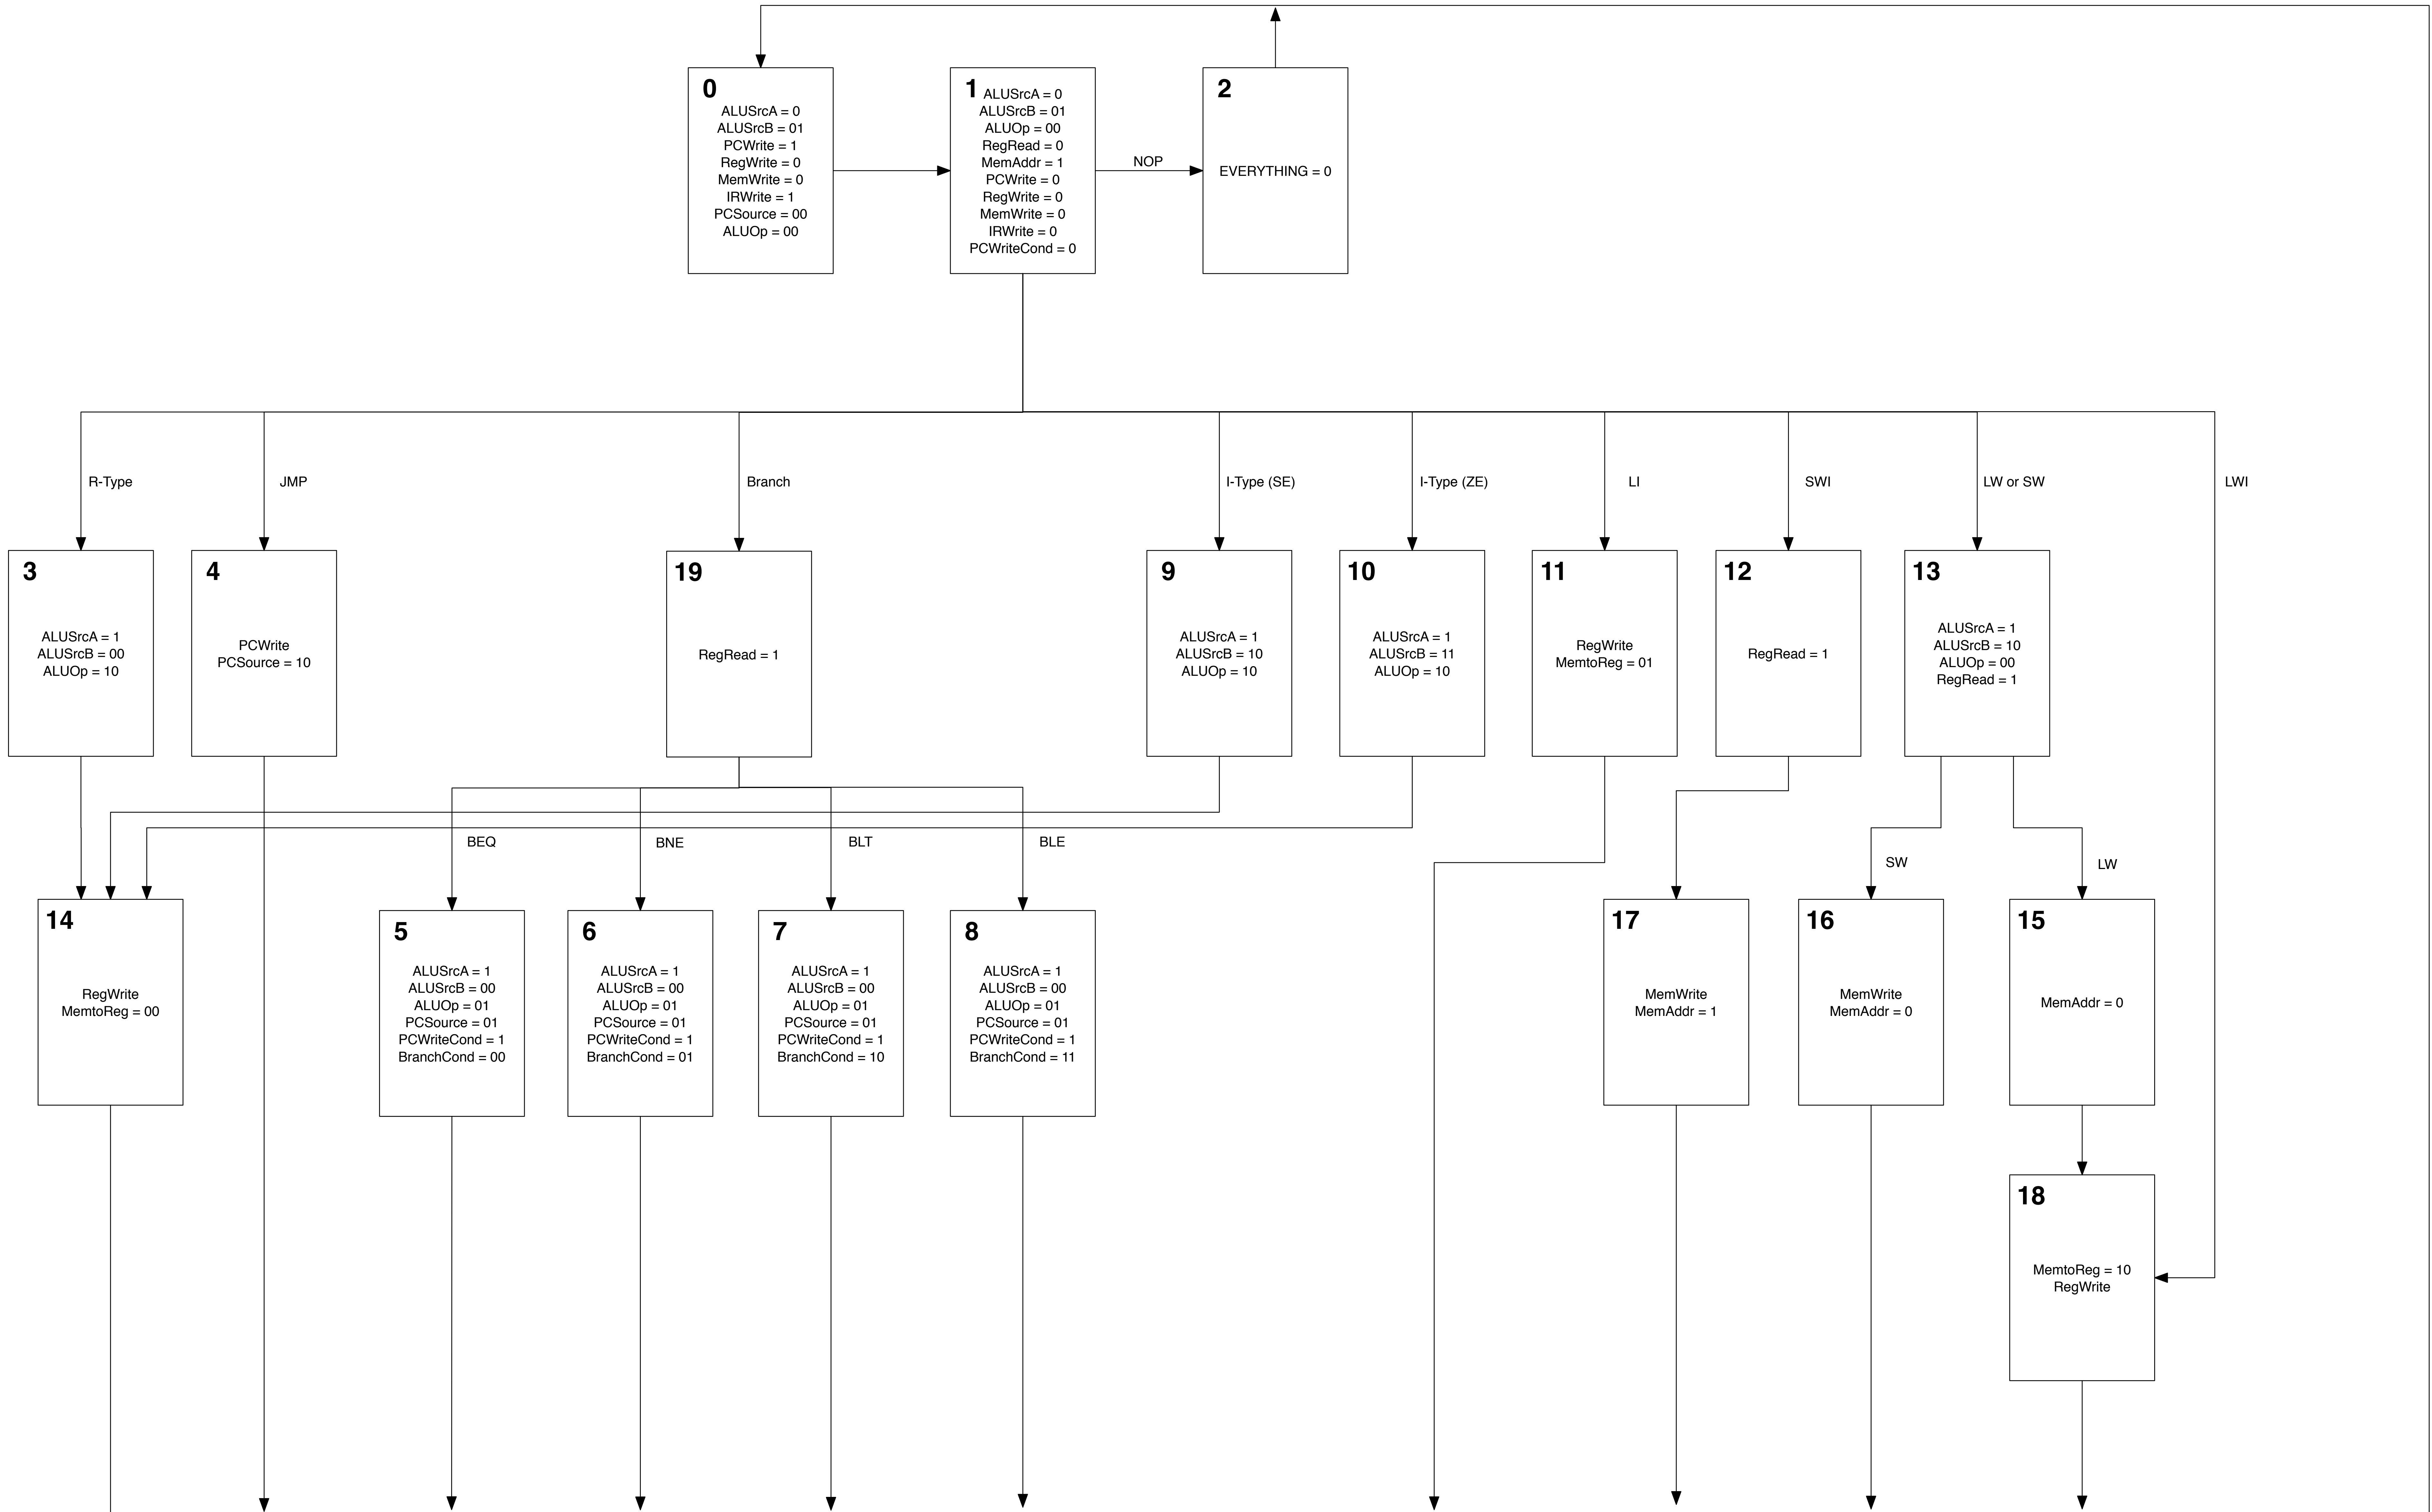 0
ALUSrcA = 0
ALUSrcB = 01
PCWrite = 1
RegWrite = 0
MemWrite = 0
IRWrite = 1
PCSource = 00
ALUOp = 00
1
ALUSrcA = 0
ALUSrcB = 01
ALUOp = 00
RegRead = 0
MemAddr = 1
PCWrite = 0
RegWrite = 0
MemWrite = 0
IRWrite = 0
PCWriteCond = 0
NOP
2
EVERYTHING = 0
R-Type
JMP
Branch
I-Type (SE)
I-Type (ZE)
LI
SWI
LW or SW
LWI
3
ALUSrcA = 1
ALUSrcB = 00
ALUOp = 10
4
PCWrite
PCSource = 10
19
RegRead = 1
9
ALUSrcA = 1
ALUSrcB = 10
ALUOp = 10
10
ALUSrcA = 1
ALUSrcB = 11
ALUOp = 10
11
RegWrite
MemtoReg = 01
12
RegRead = 1
13
ALUSrcA = 1
ALUSrcB = 10
ALUOp = 00
RegRead = 1
BEQ
BNE
BLT
BLE
SW
LW
14
RegWrite
MemtoReg = 00
5
ALUSrcA = 1
ALUSrcB = 00
ALUOp = 01
PCSource = 01
PCWriteCond = 1
BranchCond = 00
6
ALUSrcA = 1
ALUSrcB = 00
ALUOp = 01
PCSource = 01
PCWriteCond = 1
BranchCond = 01
7
ALUSrcA = 1
ALUSrcB = 00
ALUOp = 01
PCSource = 01
PCWriteCond = 1
BranchCond = 10
8
ALUSrcA = 1
ALUSrcB = 00
ALUOp = 01
PCSource = 01
PCWriteCond = 1
BranchCond = 11
17
MemWrite
MemAddr = 1
16
MemWrite
MemAddr = 0
15
MemAddr = 0
18
MemtoReg = 10
RegWrite